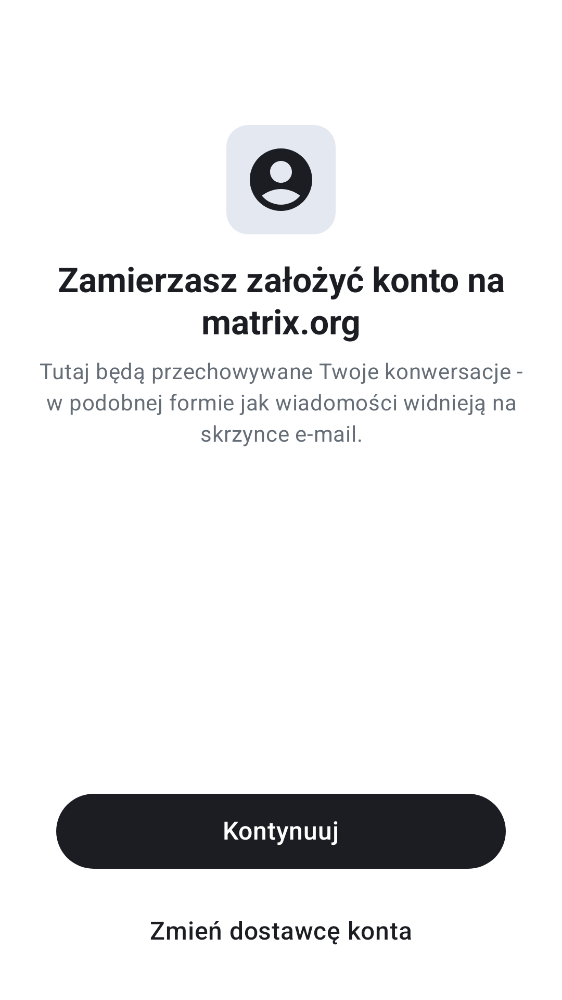 Zamierzasz założyć konto na
matrix.org
Tutaj będą przechowywane Twoje konwersacje -
w podobnej formie jak wiadomości widnieją na
skrzynce e-mail.
Kontynuuj
Zmień dostawcę konta